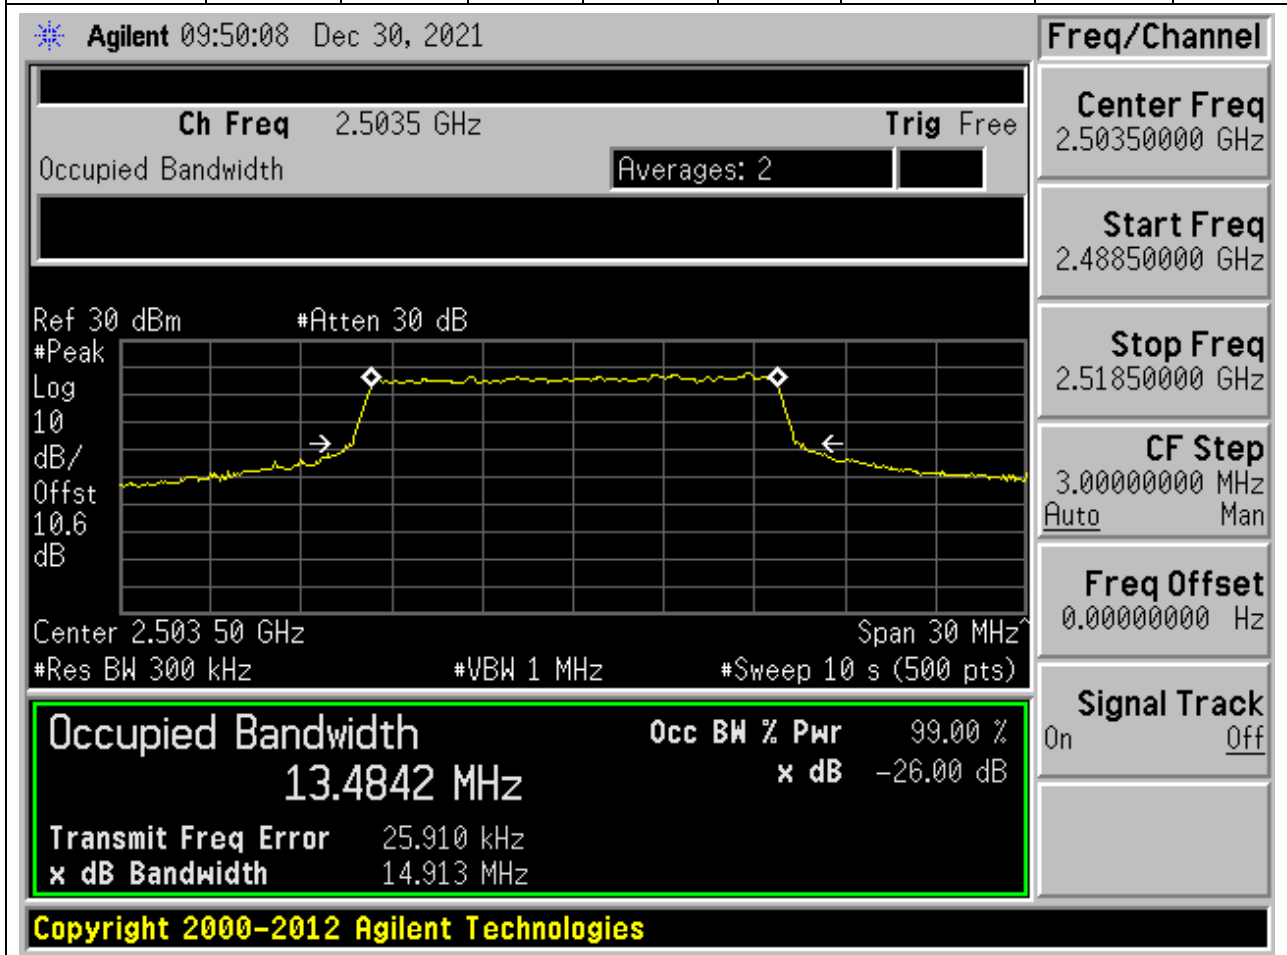 Agilent 09:50:08 Dec 30, 2021
Freq/Channel
Ch Freq 2.5035 GHz Trig Free
Occupied Bandwidth Averages: 2
Center Freq
2.50350000 GHz
Start Freq
2.48850000 GHz
Stop Freq
2.51850000 GHz
CF Step
3.00000000 MHz
Auto Man
Freq Offset
0.00000000 Hz
Signal Track
On Off
Ref 30 dBm #Atten 30 dB
#Peak
Log
10
dB/
Offst
10.6
dB
Center 2.503 50 GHz Span 30 MHz^
#Res BW 300 kHz #VBW 1 MHz #Sweep 10 s (500 pts)
Occupied Bandwidth
13.4842 MHz
Occ BW % Pwr 99.00 %
x dB -26.00 dB
Transmit Freq Error 25.910 kHz
x dB Bandwidth 14.913 MHz
Copyright 2000-2012 Agilent Technologies